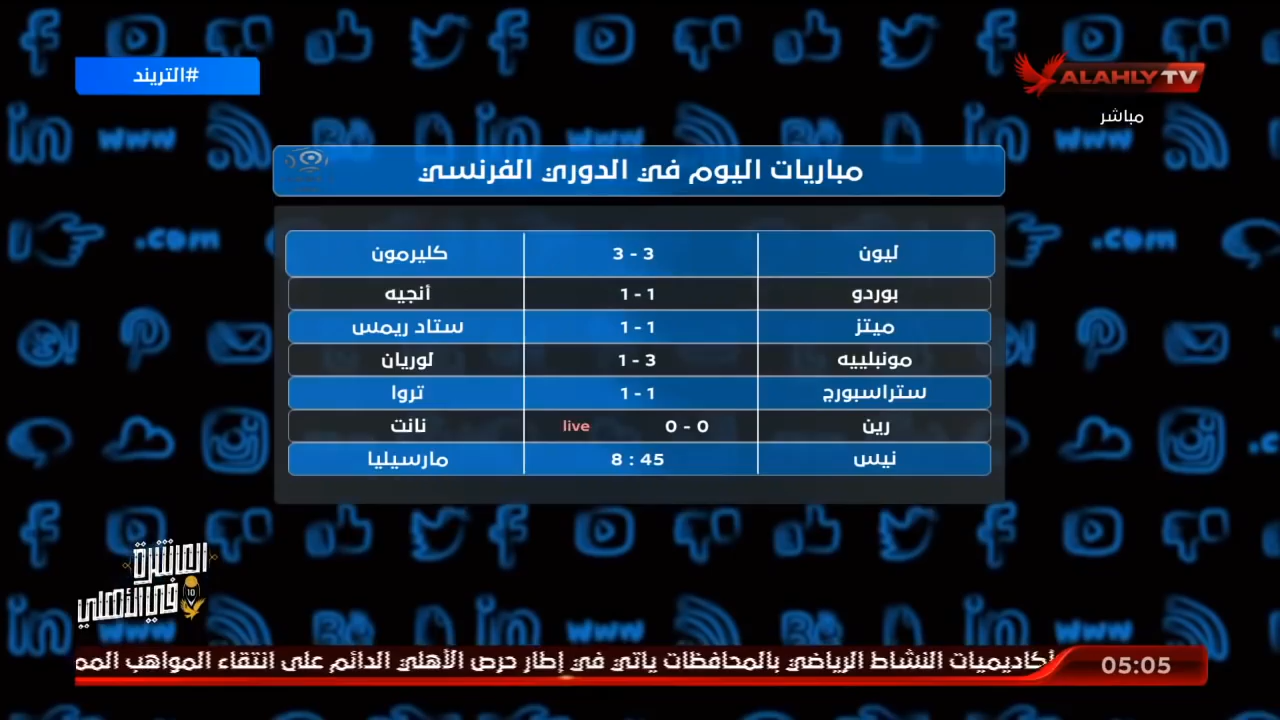 #التريند
ALAHLY TV
مباشر
مباريات اليوم في الدوري الفرنسي
ليون 3 - 3 كليرمون
بوردو 1 - 1 أنجيه
ميتز 1 - 1 ستاد ريمس
مونبلييه 3 - 1 لوريان
ستراسبورج 1 - 1 تروا
رين 0 - 0 live نانت
نيس 8 : 45 مارسيليا
العاشرة
في الأهلي
10
أكاديميات النشاط الرياضي بالمحافظات يأتي في إطار حرص الأهلي الدائم على انتقاء المواهب المم
05:05